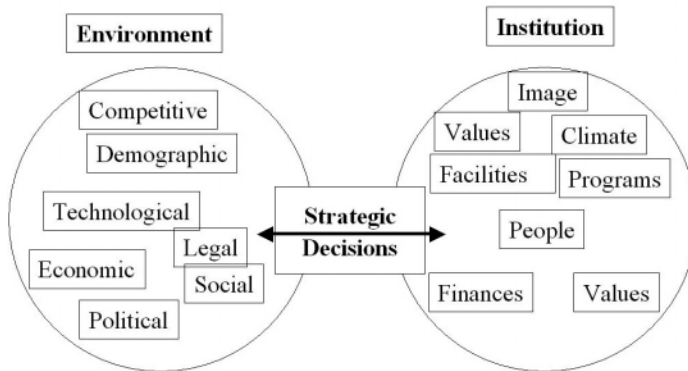 Environment
Institution
Competitive
Demographic
Technological
Legal
Economic
Social
Political
Strategic
Decisions
Image
Values
Climate
Facilities
Programs
People
Finances
Values